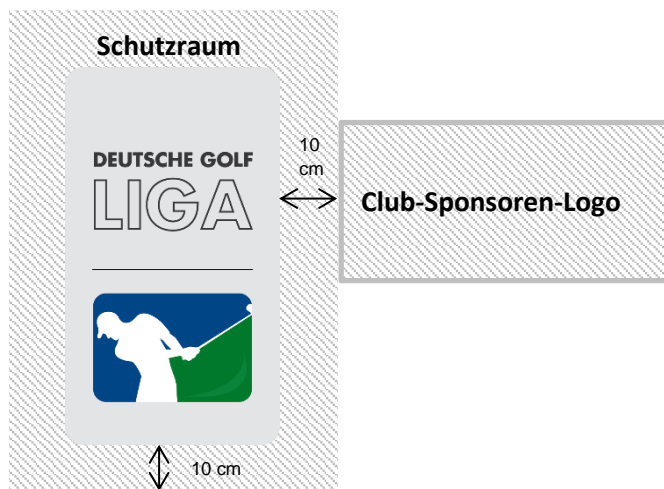 Schutzraum
DEUTSCHE GOLF
LIGA
10
cm
Club-Sponsoren-Logo
10 cm